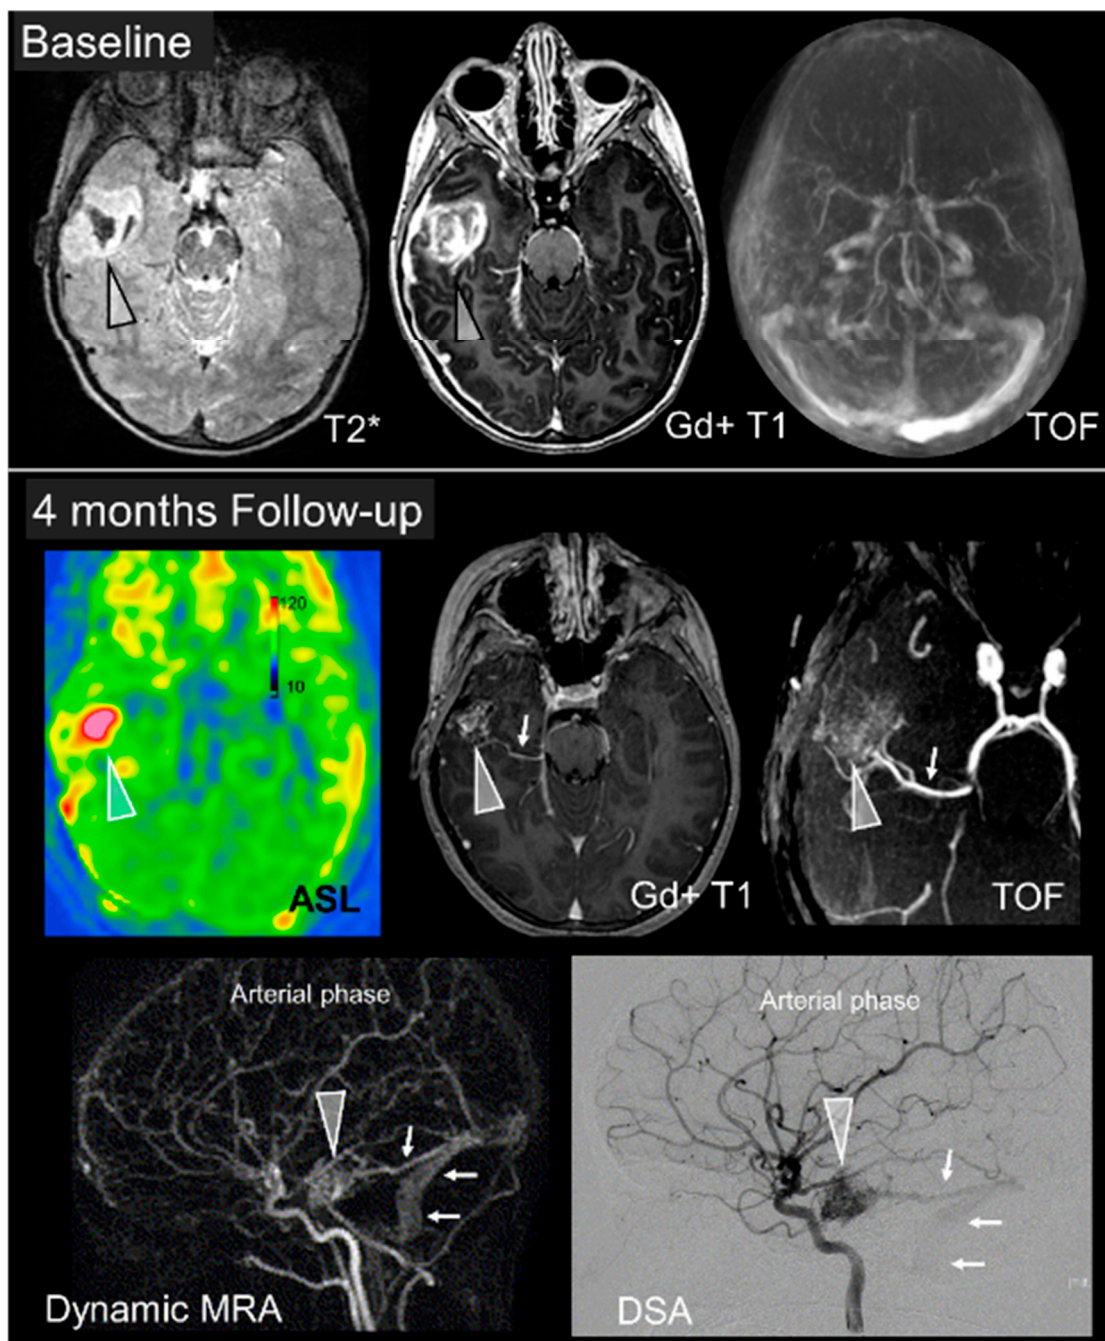 Baseline
T2*
Gd+ T1
TOF
4 months Follow-up
120
10
ASL
Gd+ T1
TOF
Arterial phase
Arterial phase
Dynamic MRA
DSA